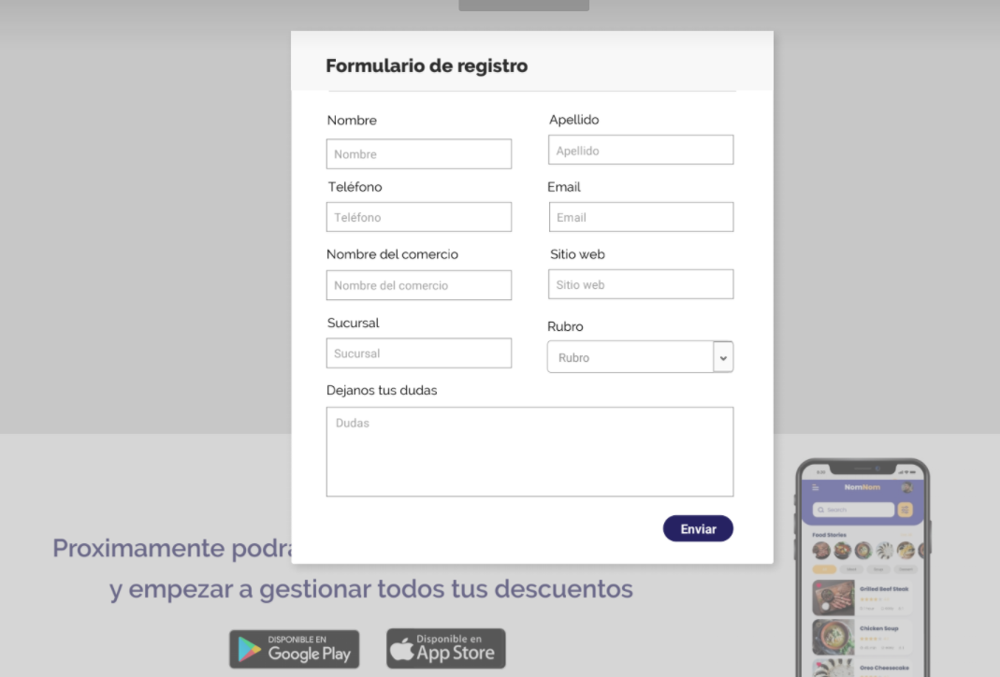 Formulario de registro
Nombre
Apellido
Nombre
Apellido
Teléfono
Email
Teléfono
Email
Nombre del comercio
Sitio web
Nombre del comercio
Sitio web
Sucursal
Rubro
Sucursal
Rubro
Dejanos tus dudas
Dudas
Enviar
Proximamente podra
y empezar a gestionar todos tus descuentos
DISPONIBLE EN
Google Play
Disponible en
App Store
NomNom
Search
Food Stories
Grilled Beef Steak
Chicken Soup
Oreo Cheesecake